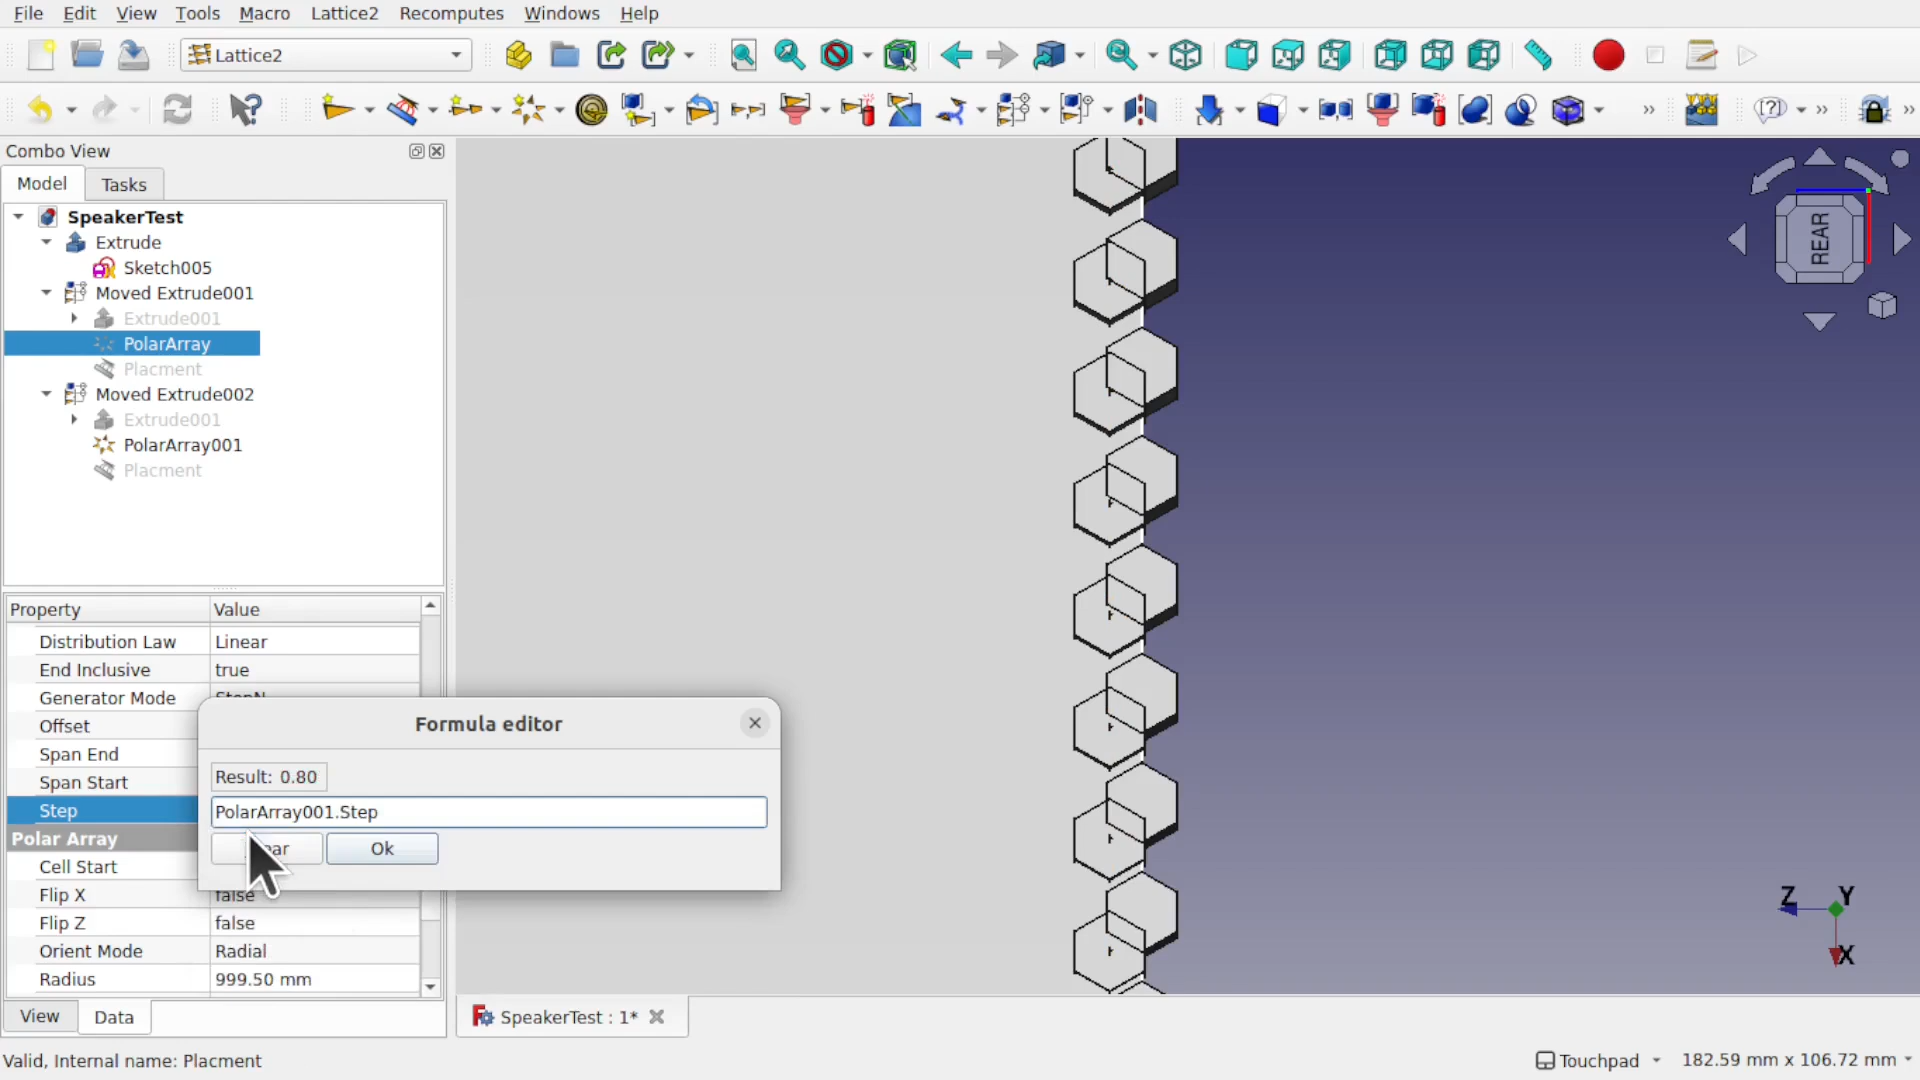 File Edit View Tools Macro Lattice2 Recomputes Windows Help
Lattice2
Combo View
Model Tasks
SpeakerTest
Extrude
Sketch005
Moved Extrude001
Extrude001
PolarArray
Placment
Moved Extrude002
Extrude001
PolarArray001
Placment
Property Value
Distribution Law Linear
End Inclusive true
Generator Mode
Offset
Span End
Span Start
Step
Polar Array
Cell Start
Flip X false
Flip Z false
Orient Mode Radial
Radius 999.50 mm
Formula editor
Result: 0.80
PolarArray001.Step
Ok
REAR
Z Y
X
View Data
SpeakerTest : 1*
Valid, Internal name: Placment
Touchpad 182.59 mm x 106.72 mm